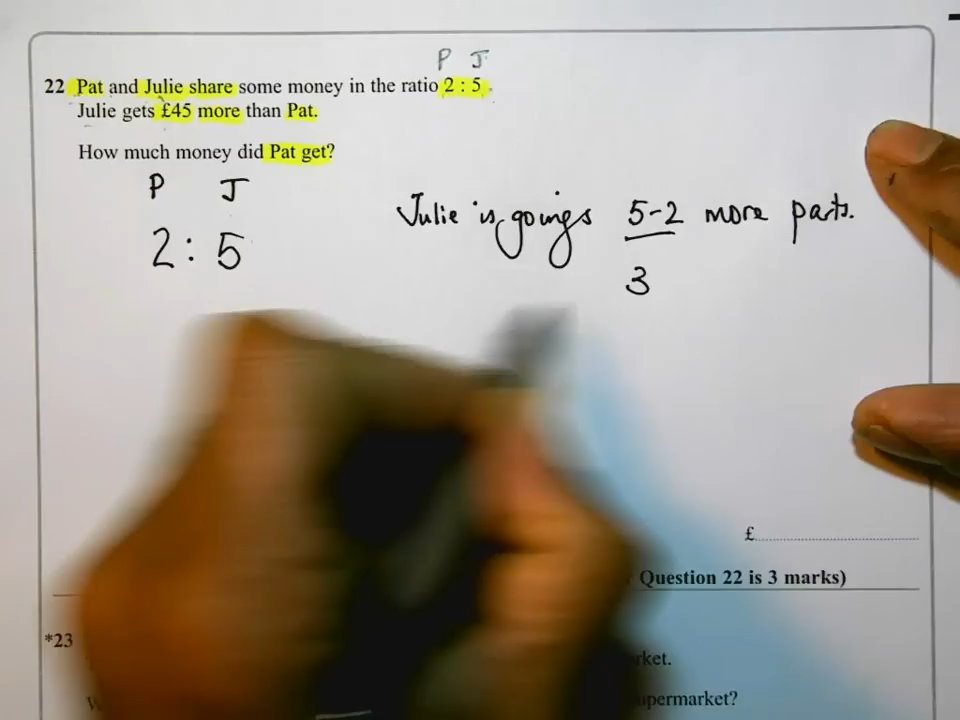 P J
22 Pat and Julie share some money in the ratio 2 : 5.
Julie gets £45 more than Pat.
How much money did Pat get?
P J
2 : 5
Julie is goings 5-2 more parts.
3
£
Question 22 is 3 marks)
*23